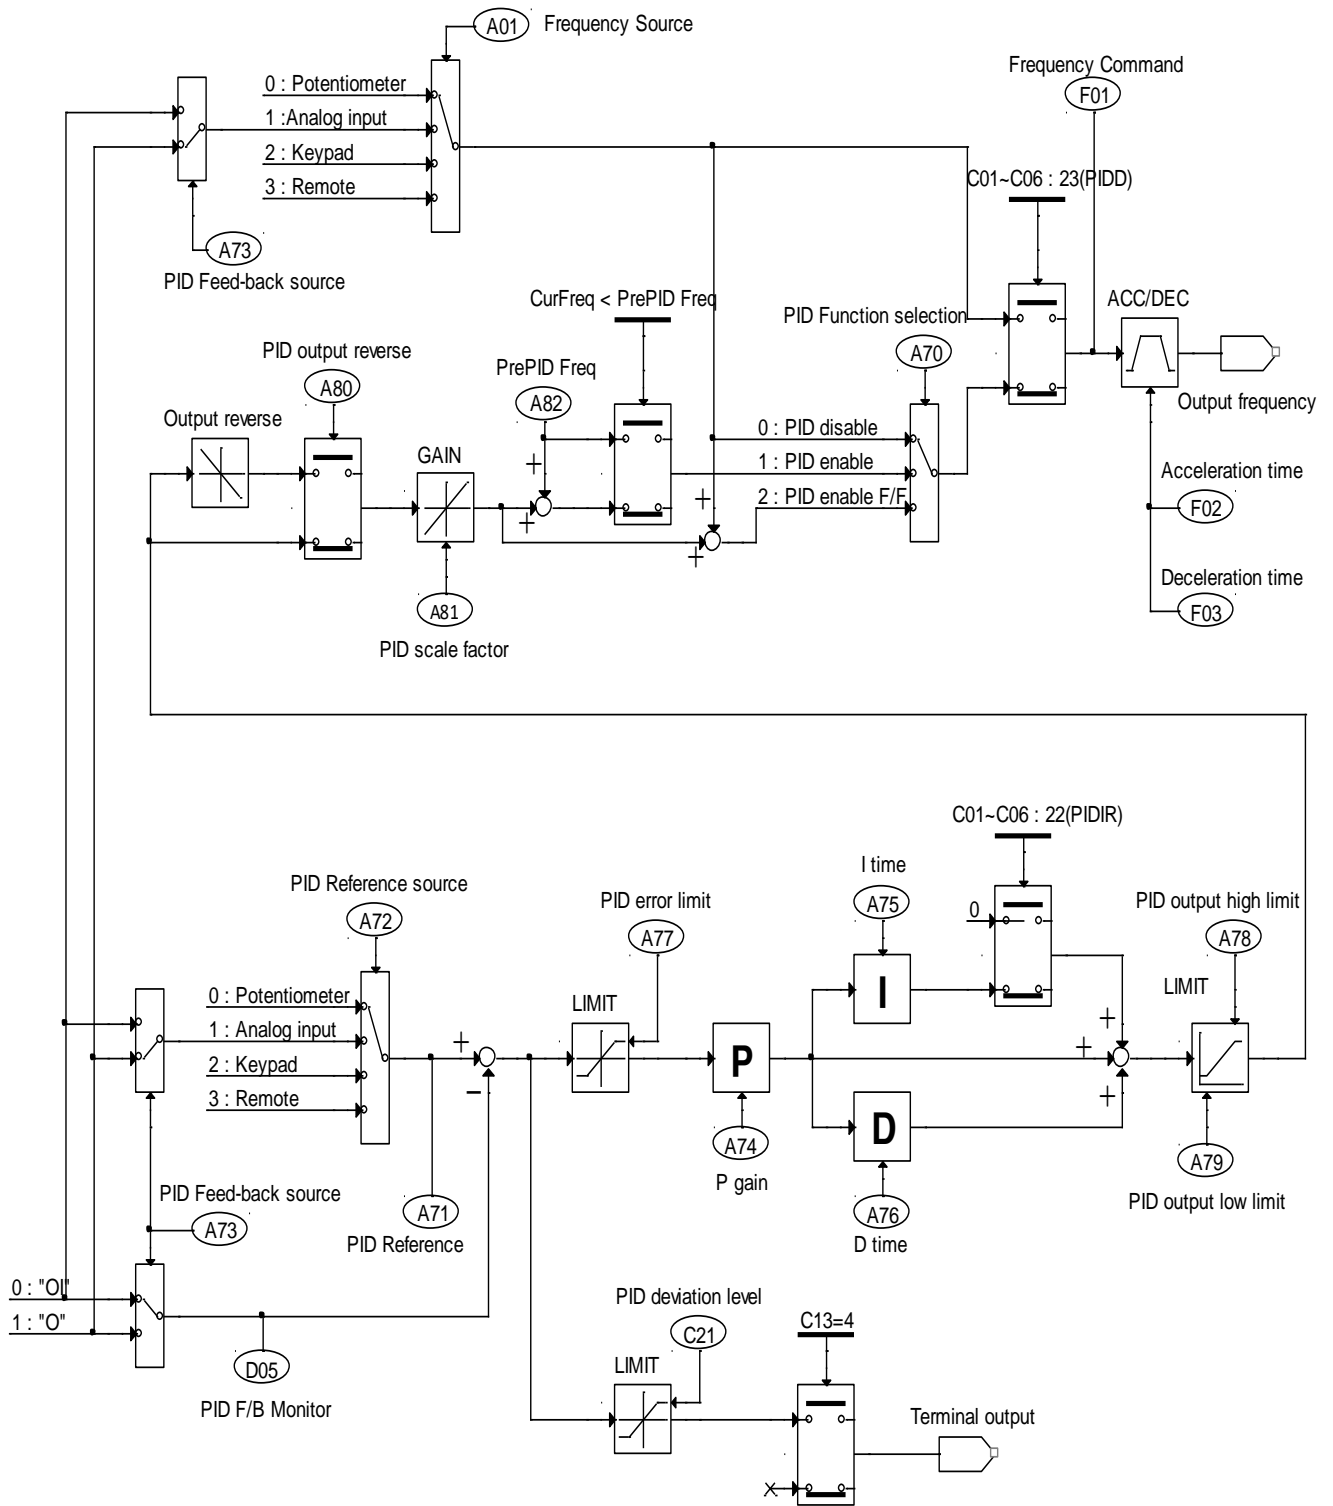 A01 Frequency Source
Frequency Command
F01
0 : Potentiometer
1 :Analog input
2 : Keypad
3 : Remote
C01~C06 : 23(PIDD)
A73
PID Feed-back source
CurFreq < PrePID Freq
ACC/DEC
PID Function selection
PID output reverse
A70
PrePID Freq
A80
A82
Output frequency
Output reverse
0 : PID disable
GAIN
1 : PID enable
Acceleration time
+
+
2 : PID enable F/F
F02
+
+
Deceleration time
A81
F03
PID scale factor
C01~C06 : 22(PIDIR)
I time
PID Reference source
PID error limit
A75
PID output high limit
A72
0
A77
A78
LIMIT
I
0 : Potentiometer
LIMIT
1 : Analog input
+
+
+
2 : Keypad
P
−
3 : Remote
+
D
A74
A79
P gain
PID Feed-back source
PID output low limit
A71
A76
A73
PID Reference
D time
0 : "OI"
PID deviation level
1 : "O"
C13=4
C21
D05
LIMIT
PID F/B Monitor
Terminal output